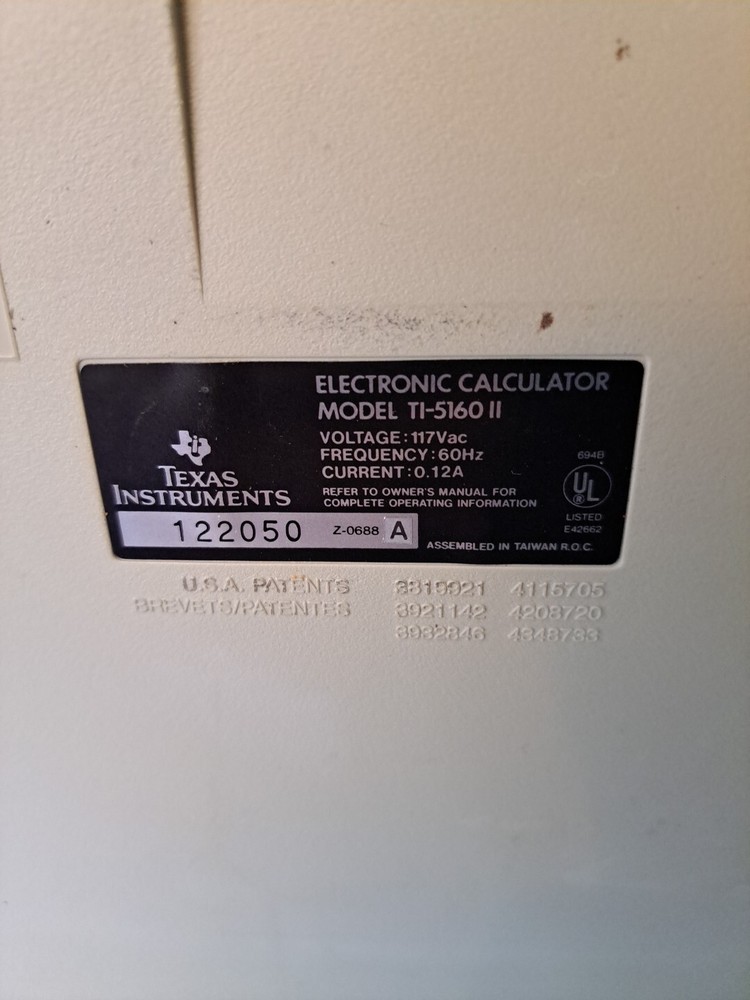 ELECTRONIC CALCULATOR
MODEL TI-5160 II
VOLTAGE: 117Vac
FREQUENCY: 60Hz
CURRENT: 0.12A
REFER TO OWNER'S MANUAL FOR
COMPLETE OPERATING INFORMATION
TEXAS
INSTRUMENTS
694B
UL
®
LISTED
E42662
122050 Z-0688 A
ASSEMBLED IN TAIWAN R.O.C.
U.S.A. PATENTS 3819921 4115705
BREVETS/PATENTES 3921142 4208720
3932846 4348733